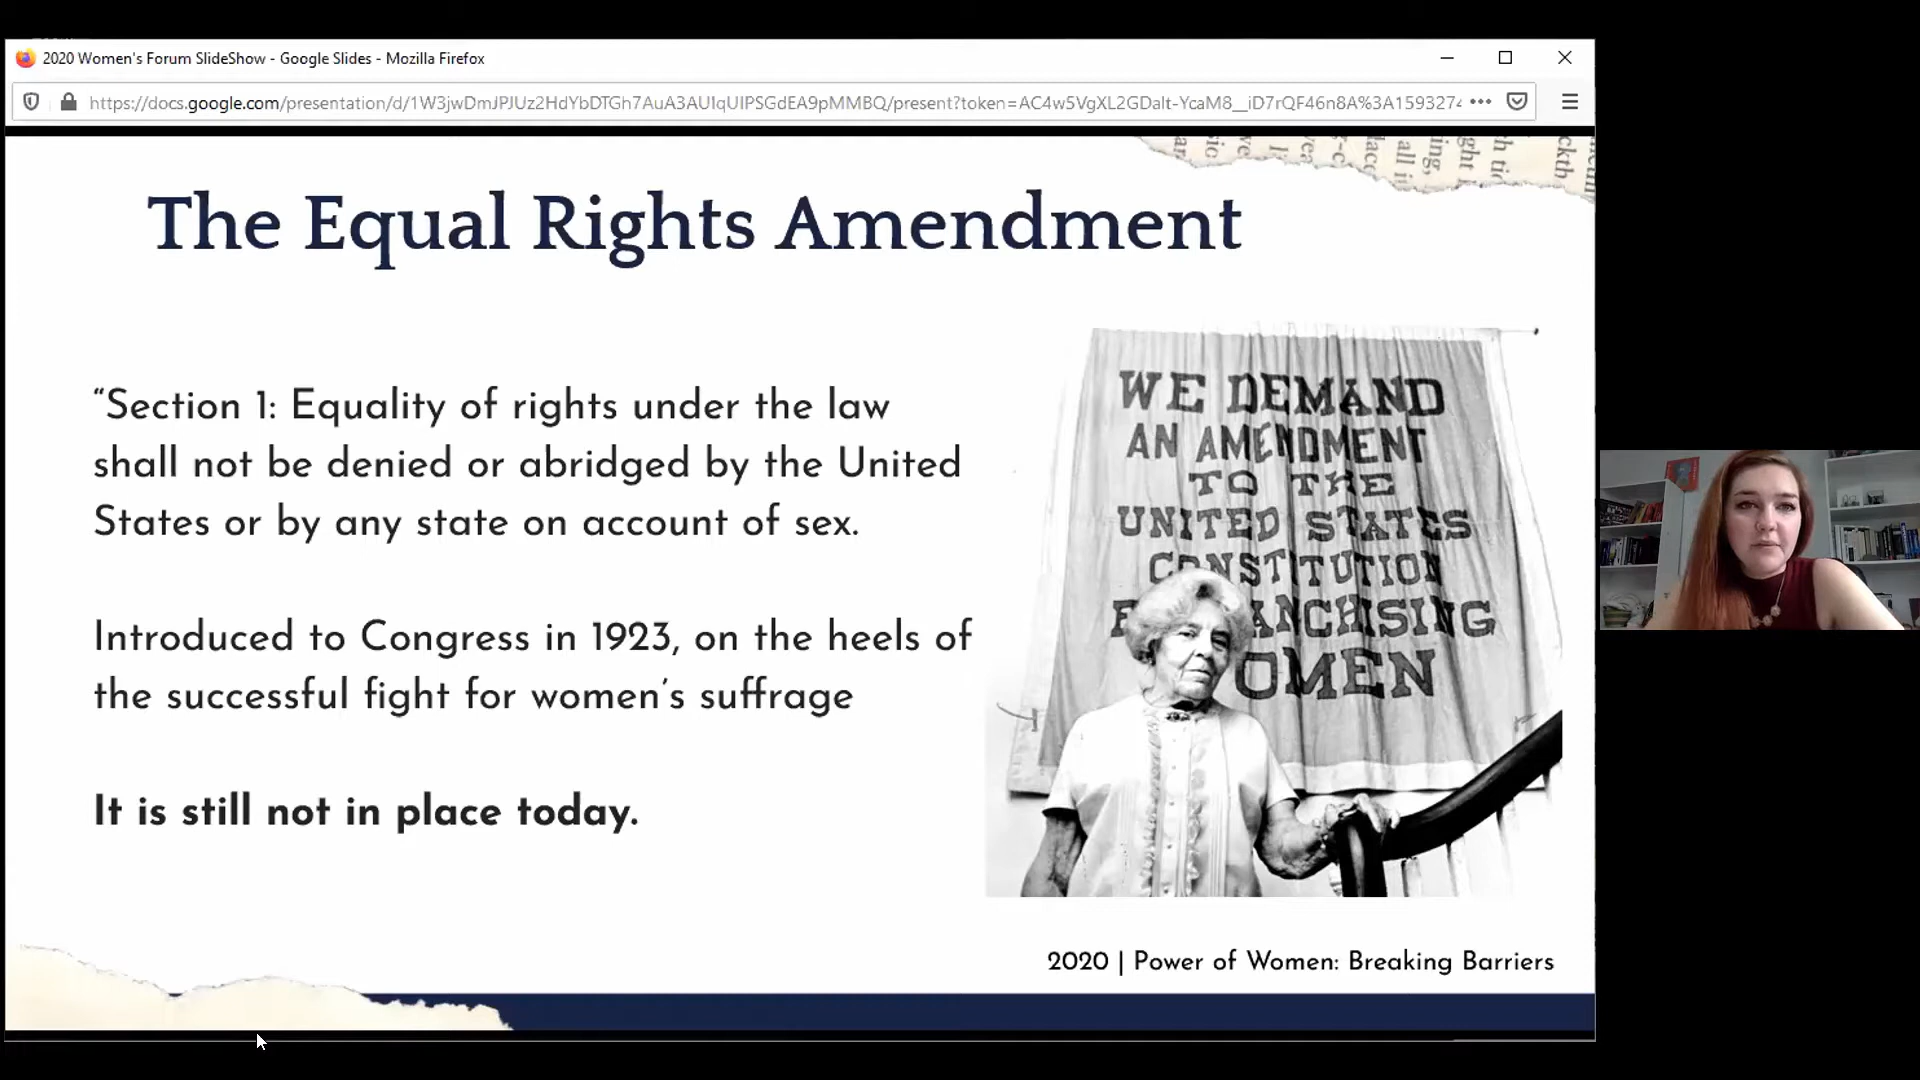 2020 Women's Forum SlideShow - Google Slides - Mozilla Firefox
https://docs.google.com/presentation/d/1W3jwDmJPJUz2HdYbDTGh7AuA3AUIqUIPSGdEA9pMMBQ/present?token=AC4w5VgXL2GDalt-YcaM8__iD7rQF46n8A%3A1593274
The Equal Rights Amendment
“Section 1: Equality of rights under the law
shall not be denied or abridged by the United
States or by any state on account of sex.
Introduced to Congress in 1923, on the heels of
the successful fight for women’s suffrage
It is still not in place today.
WE DEMAND
AN AMENDMENT
TO THE
UNITED STATES
CONSTITUTION
2020 | Power of Women: Breaking Barriers